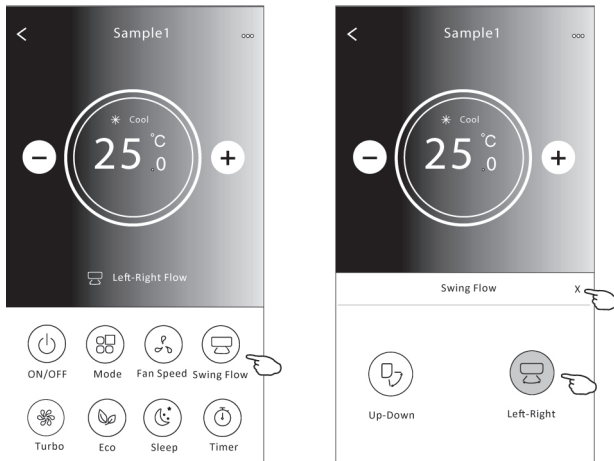 Sample1
Cool
25 °C .0
Left-Right Flow
ON/OFF Mode Fan Speed Swing Flow
Turbo Eco Sleep Timer
Sample1
Cool
25 °C .0
Swing Flow X
Up-Down Left-Right